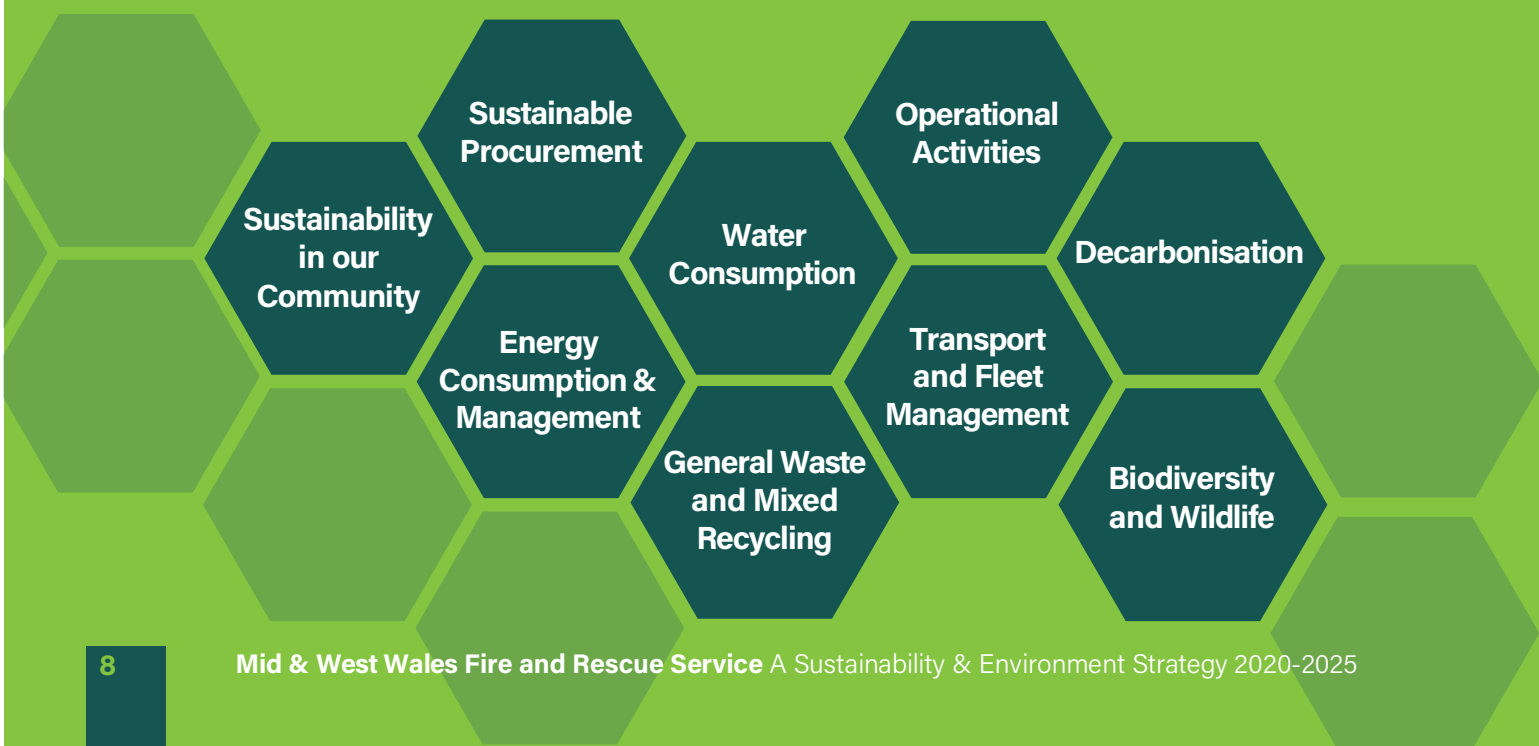 Sustainable
Procurement
Operational
Activities
Sustainability
in our
Community
Water
Consumption
Decarbonisation
Energy
Consumption &
Management
Transport
and Fleet
Management
General Waste
and Mixed
Recycling
Biodiversity
and Wildlife
8
Mid & West Wales Fire and Rescue Service A Sustainability & Environment Strategy 2020-2025